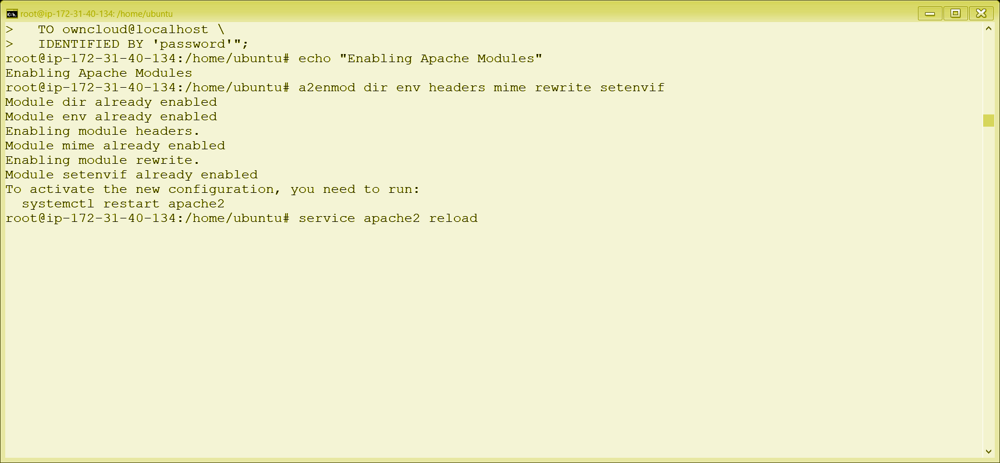 root@ip-172-31-40-134: /home/ubuntu
>   TO owncloud@localhost \
>   IDENTIFIED BY 'password'";
root@ip-172-31-40-134:/home/ubuntu# echo "Enabling Apache Modules"
Enabling Apache Modules
root@ip-172-31-40-134:/home/ubuntu# a2enmod dir env headers mime rewrite setenvif
Module dir already enabled
Module env already enabled
Enabling module headers.
Module mime already enabled
Enabling module rewrite.
Module setenvif already enabled
To activate the new configuration, you need to run:
  systemctl restart apache2
root@ip-172-31-40-134:/home/ubuntu# service apache2 reload